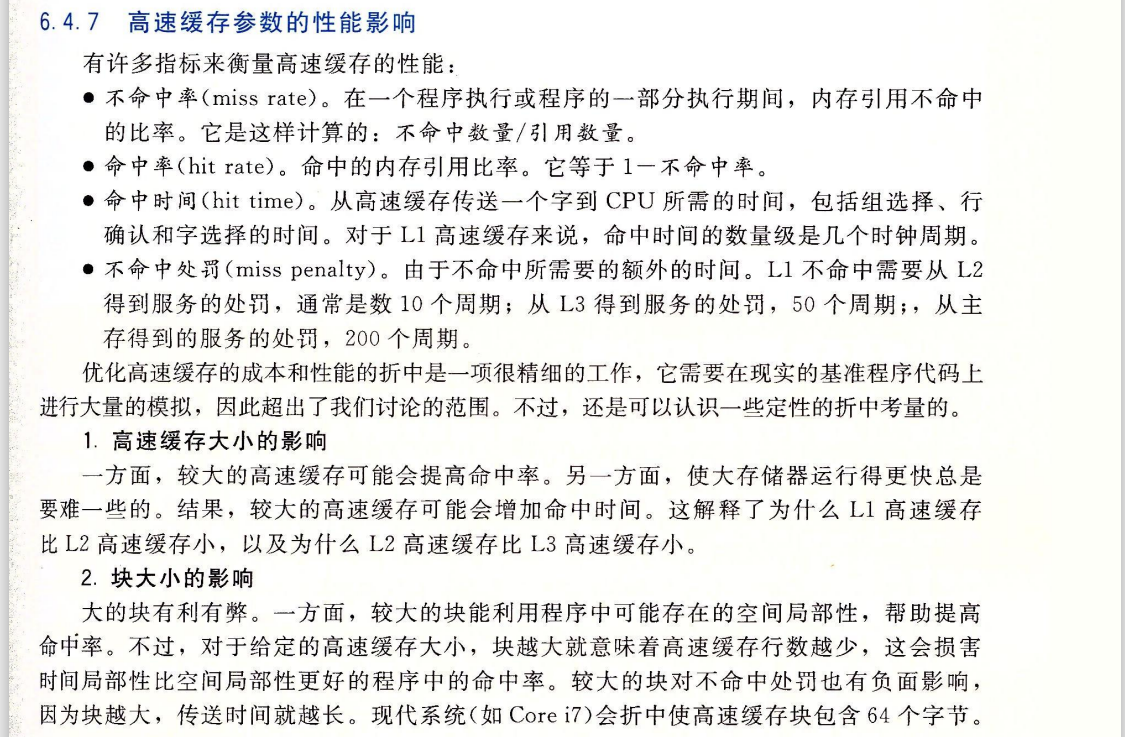 6.4.7 高速缓存参数的性能影响
有许多指标来衡量高速缓存的性能：
● 不命中率(miss rate)。在一个程序执行或程序的一部分执行期间，内存引用不命中
的比率。它是这样计算的：不命中数量/引用数量。
● 命中率(hit rate)。命中的内存引用比率。它等于 1－不命中率。
● 命中时间(hit time)。从高速缓存传送一个字到 CPU 所需的时间，包括组选择、行
确认和字选择的时间。对于 L1 高速缓存来说，命中时间的数量级是几个时钟周期。
● 不命中处罚(miss penalty)。由于不命中所需要的额外的时间。L1 不命中需要从 L2
得到服务的处罚，通常是数 10 个周期；从 L3 得到服务的处罚，50 个周期；，从主
存得到的服务的处罚，200 个周期。
优化高速缓存的成本和性能的折中是一项很精细的工作，它需要在现实的基准程序代码上
进行大量的模拟，因此超出了我们讨论的范围。不过，还是可以认识一些定性的折中考量的。
1. 高速缓存大小的影响
一方面，较大的高速缓存可能会提高命中率。另一方面，使大存储器运行得更快总是
要难一些的。结果，较大的高速缓存可能会增加命中时间。这解释了为什么 L1 高速缓存
比 L2 高速缓存小，以及为什么 L2 高速缓存比 L3 高速缓存小。
2. 块大小的影响
大的块有利有弊。一方面，较大的块能利用程序中可能存在的空间局部性，帮助提高
命中率。不过，对于给定的高速缓存大小，块越大就意味着高速缓存行数越少，这会损害
时间局部性比空间局部性更好的程序中的命中率。较大的块对不命中处罚也有负面影响，
因为块越大，传送时间就越长。现代系统(如 Core i7)会折中使高速缓存块包含 64 个字节。